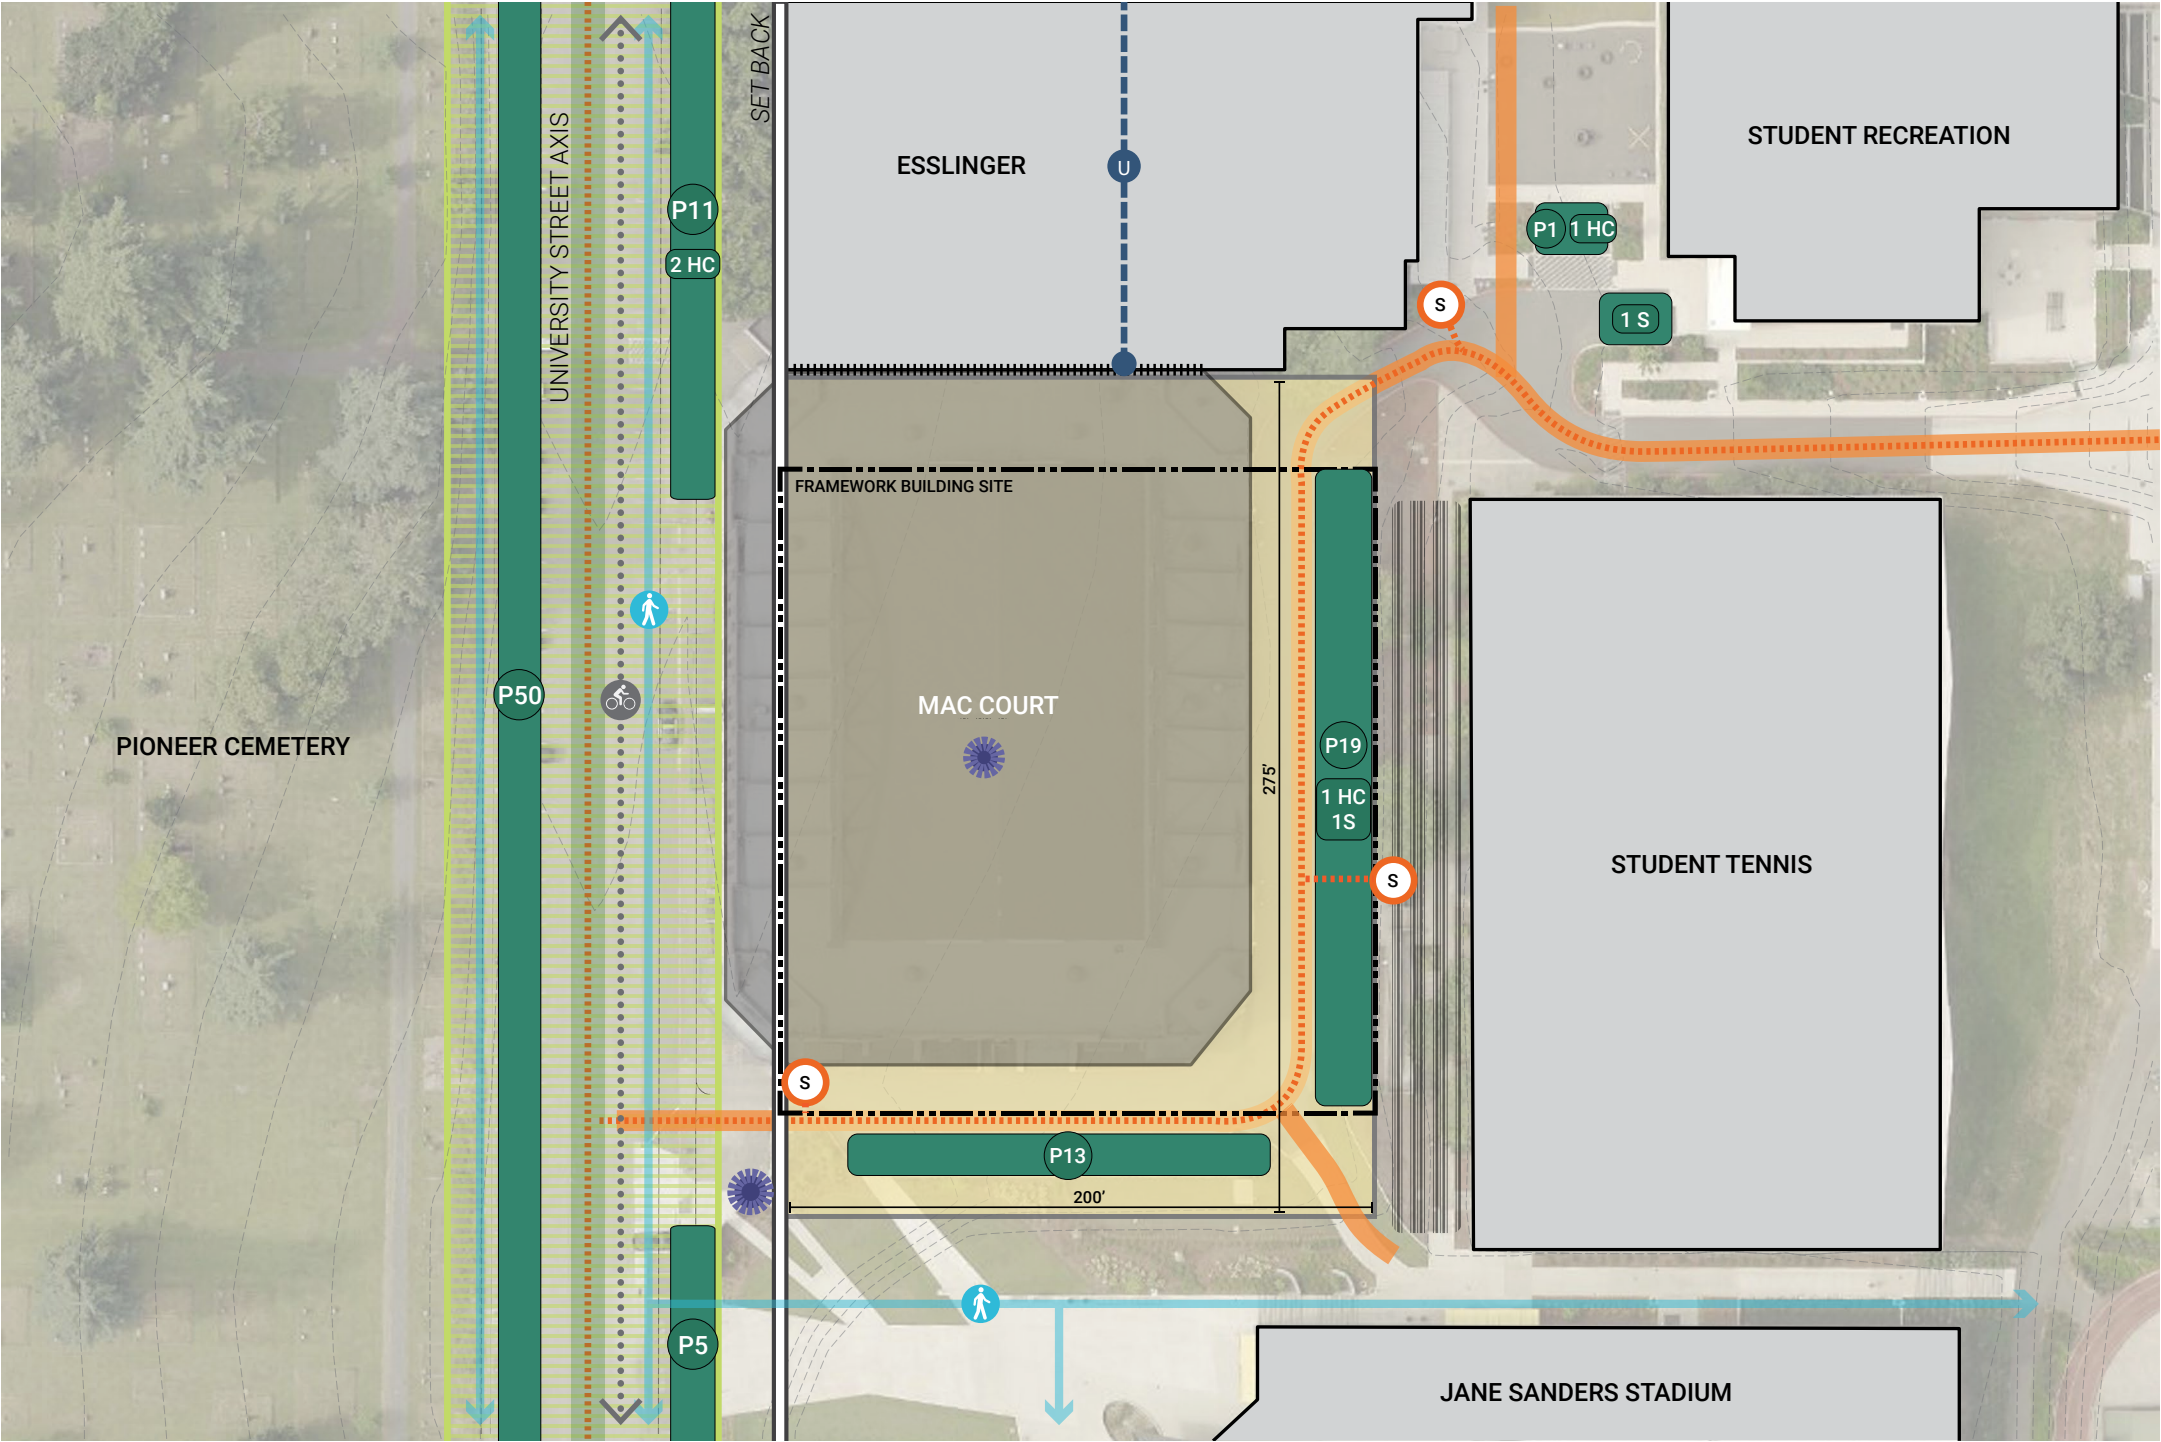 SET BACK
UNIVERSITY STREET AXIS
P11
2 HC
ESSLINGER
U
STUDENT RECREATION
P1
1 HC
S
1 S
FRAMEWORK BUILDING SITE
P50
PIONEER CEMETERY
MAC COURT
275'
P19
1 HC
1S
S
STUDENT TENNIS
S
P13
200'
P5
JANE SANDERS STADIUM